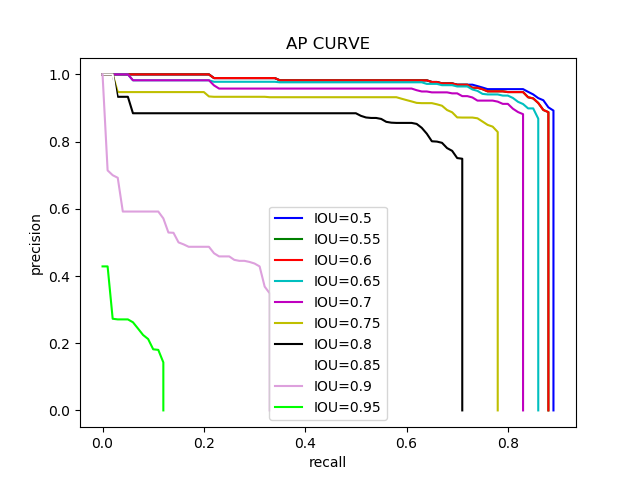 AP CURVE
1.0
0.8
0.6
0.4
0.2
0.0
precision
IOU=0.5
IOU=0.55
IOU=0.6
IOU=0.65
IOU=0.7
IOU=0.75
IOU=0.8
IOU=0.85
IOU=0.9
IOU=0.95
0.0 0.2 0.4 0.6 0.8
recall